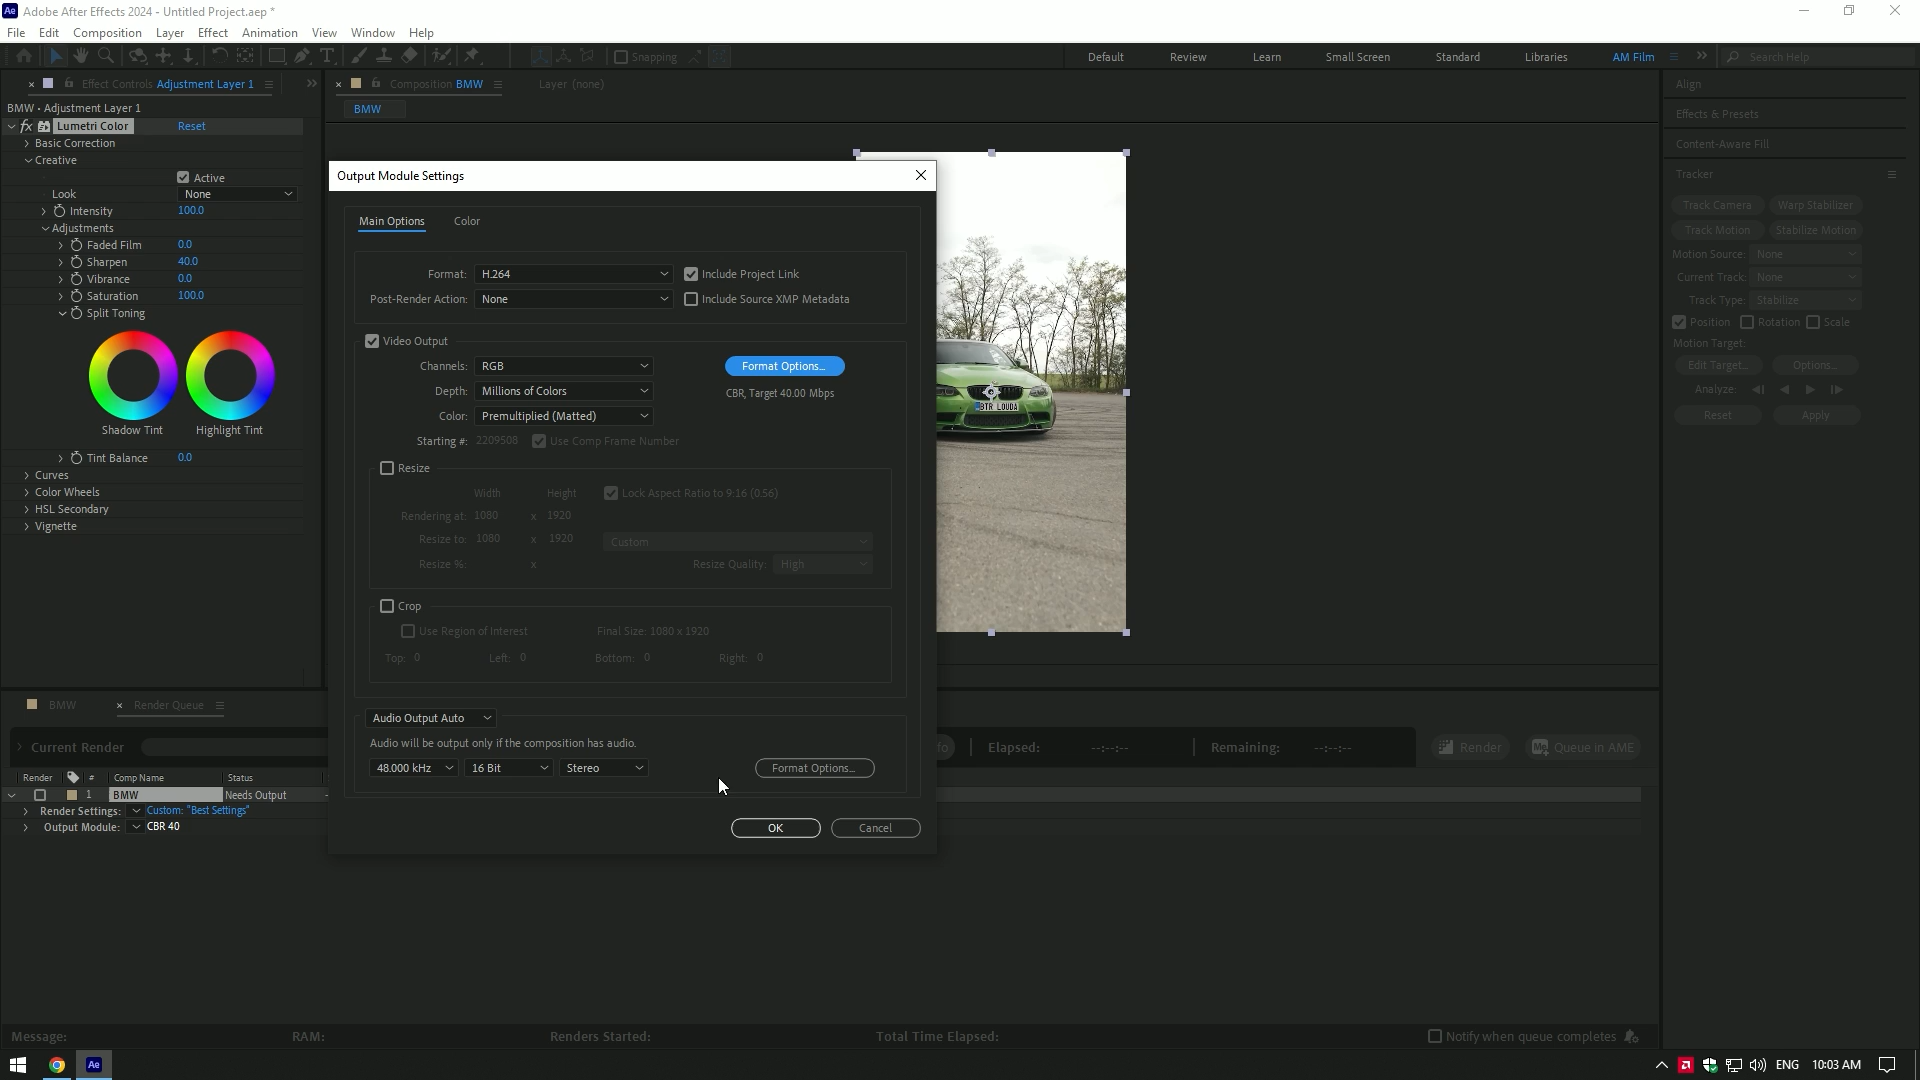 Ae Adobe After Effects 2024 - Untitled Project.aep *
File Edit Composition Layer Effect Animation View Window Help
Snapping Default Review Learn Small Screen Standard Libraries AM Film Search Help
Effect Controls Adjustment Layer 1
BMW • Adjustment Layer 1
fx Lumetri Color Reset
Basic Correction
Creative
Active
Look None
Intensity 100.0
Adjustments
Faded Film 0.0
Sharpen 40.0
Vibrance 0.0
Saturation 100.0
Split Toning
Shadow Tint Highlight Tint
Tint Balance 0.0
Curves
Color Wheels
HSL Secondary
Vignette
Composition BMW Layer (none)
BMW
BTR LOUDA
Output Module Settings
Main Options Color
Format: H.264 Include Project Link
Post-Render Action: None Include Source XMP Metadata
Video Output
Channels: RGB Format Options...
Depth: Millions of Colors CBR, Target 40.00 Mbps
Color: Premultiplied (Matted)
Starting #: 2209508 Use Comp Frame Number
Resize
Width Height Lock Aspect Ratio to 9:16 (0.56)
Rendering at: 1080 x 1920
Resize to: 1080 x 1920 Custom
Resize %: x Resize Quality: High
Crop
Use Region of Interest Final Size: 1080 x 1920
Top: 0 Left: 0 Bottom: 0 Right: 0
Audio Output Auto
Audio will be output only if the composition has audio.
48.000 kHz 16 Bit Stereo Format Options...
OK Cancel
Align
Effects & Presets
Content-Aware Fill
Tracker
Track Camera Warp Stabilizer
Track Motion Stabilize Motion
Motion Source: None
Current Track: None
Track Type: Stabilize
Position Rotation Scale
Motion Target:
Edit Target... Options...
Analyze:
Reset Apply
BMW Render Queue
Current Render fo Elapsed: --:--:-- Remaining: --:--:-- Render Me Queue in AME
Render # Comp Name Status
1 BMW Needs Output -
Render Settings: Custom: "Best Settings"
Output Module: CBR 40
Message: RAM: Renders Started: Total Time Elapsed: Notify when queue completes
Ae ENG 10:03 AM